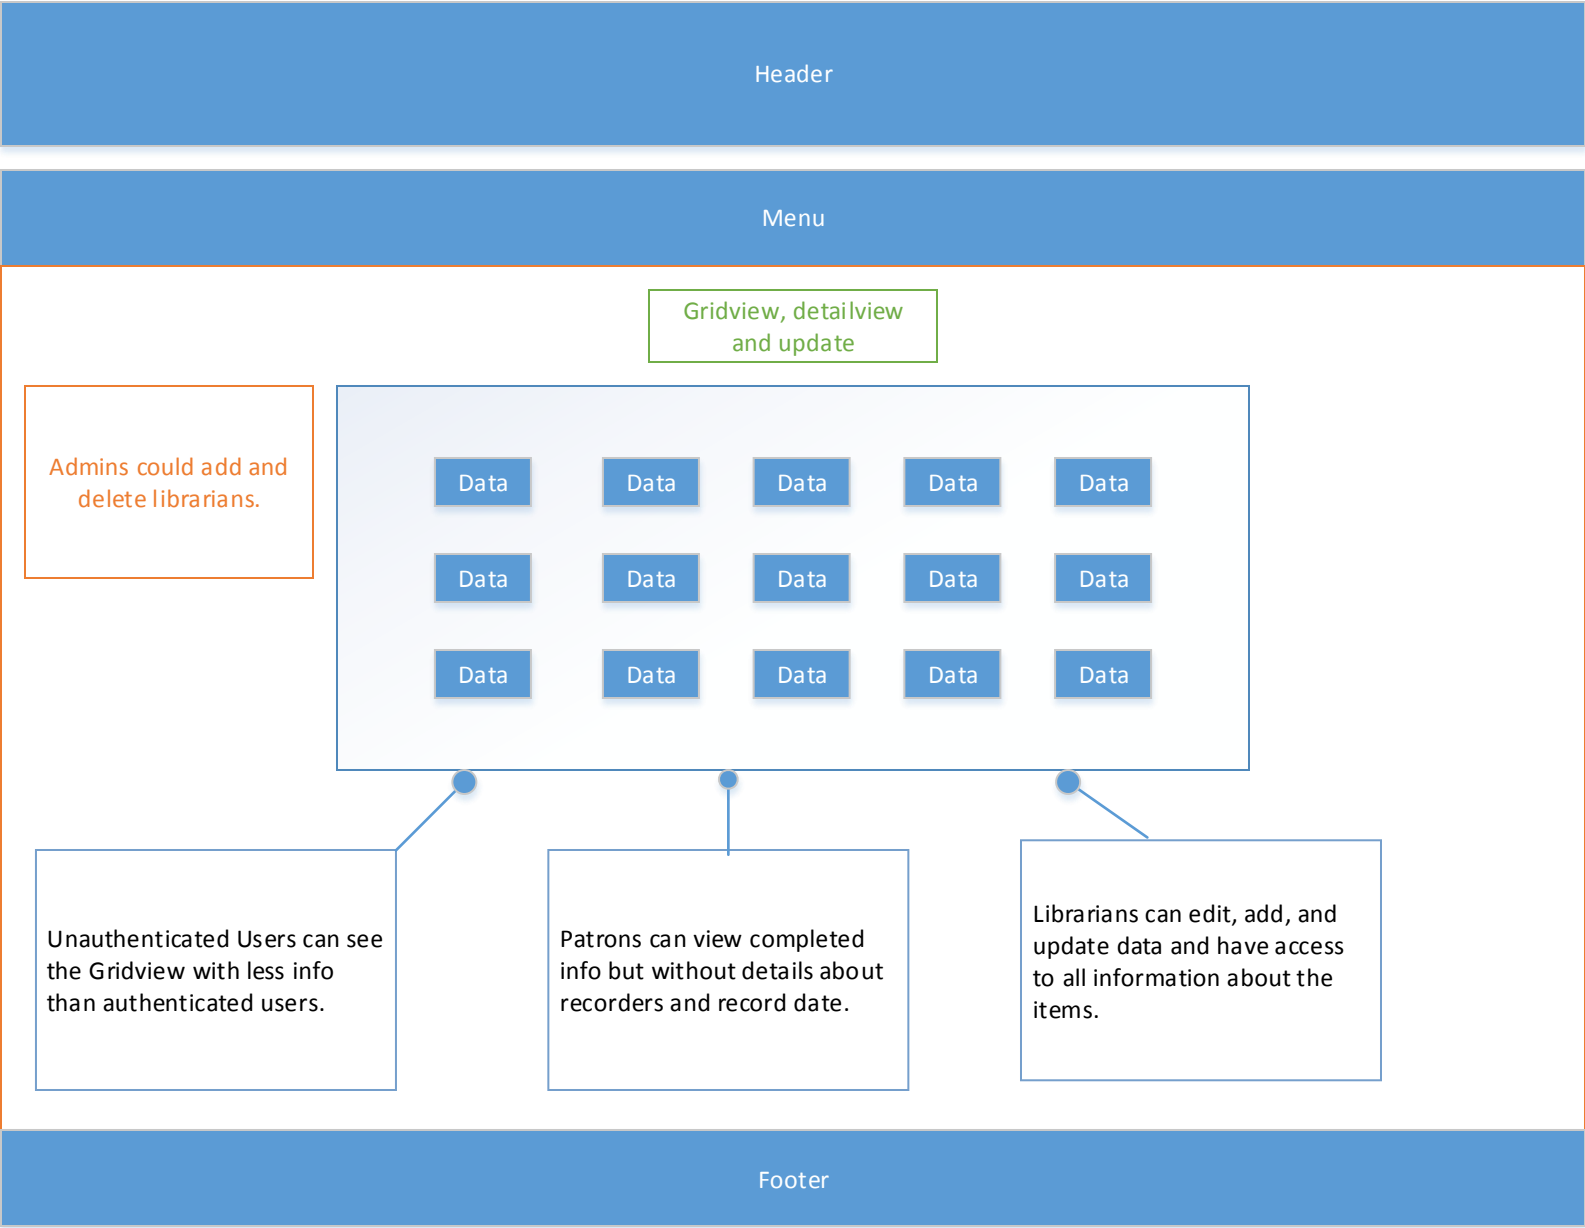 Header
Menu
Gridview, detailview
and update
Admins could add and
delete librarians.
Data Data Data Data Data
Data Data Data Data Data
Data Data Data Data Data
Unauthenticated Users can see
the Gridview with less info
than authenticated users.
Patrons can view completed
info but without details about
recorders and record date.
Librarians can edit, add, and
update data and have access
to all information about the
items.
Footer